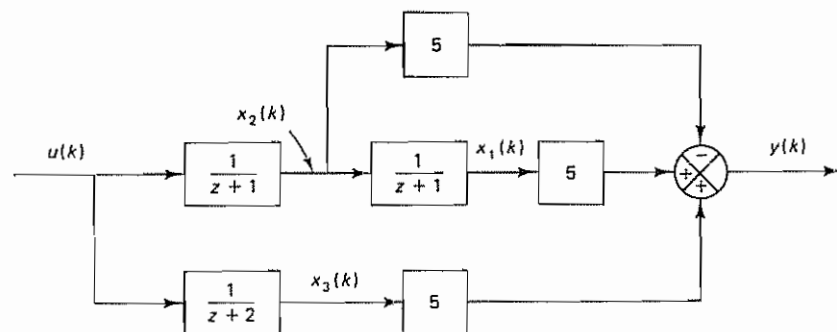 5
x₂(k)
u(k)
1
z + 1
1
z + 1
x₁(k)
5
−
+
+
y(k)
1
z + 2
x₃(k)
5